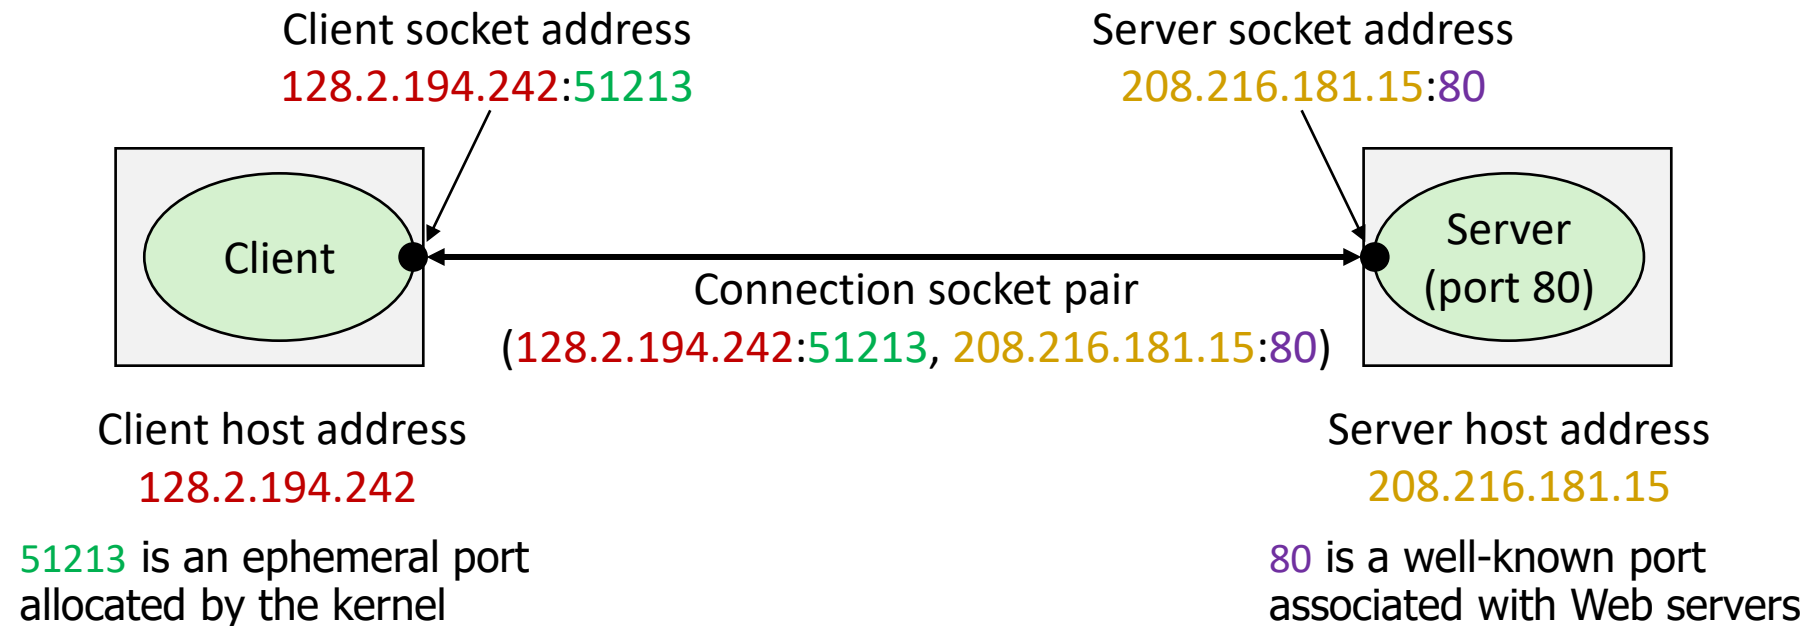 Client socket address
128.2.194.242:51213
Server socket address
208.216.181.15:80
Client
Server
(port 80)
Connection socket pair
(128.2.194.242:51213, 208.216.181.15:80)
Client host address
128.2.194.242
Server host address
208.216.181.15
51213 is an ephemeral port
allocated by the kernel
80 is a well-known port
associated with Web servers